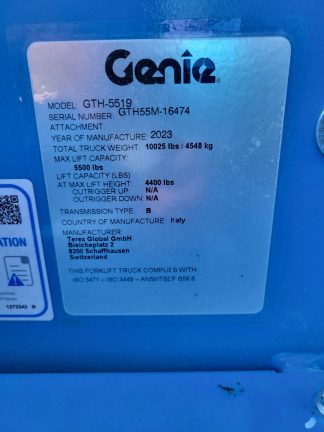 Genie
MODEL: GTH-5519
SERIAL NUMBER: GTH55M-16474
ATTACHMENT:
YEAR OF MANUFACTURE: 2023
TOTAL TRUCK WEIGHT: 10025 lbs / 4548 kg
MAX LIFT CAPACITY:
5500 lbs
LIFT CAPACITY (LBS)
AT MAX LIFT HEIGHT: 4400 lbs
OUTRIGGER UP: N/A
OUTRIGGER DOWN: N/A
TRANSMISSION TYPE: B
COUNTRY OF MANUFACTURE: Italy
MANUFACTURER:
Terex Global GmbH
Bleicheplatz 2
8200 Schaffhausen
Switzerland
THIS FORKLIFT TRUCK COMPLIES WITH:
ISO 3471 - ISO 3449 - ANSI/ITSDF B56.6
ATION
1272242 B